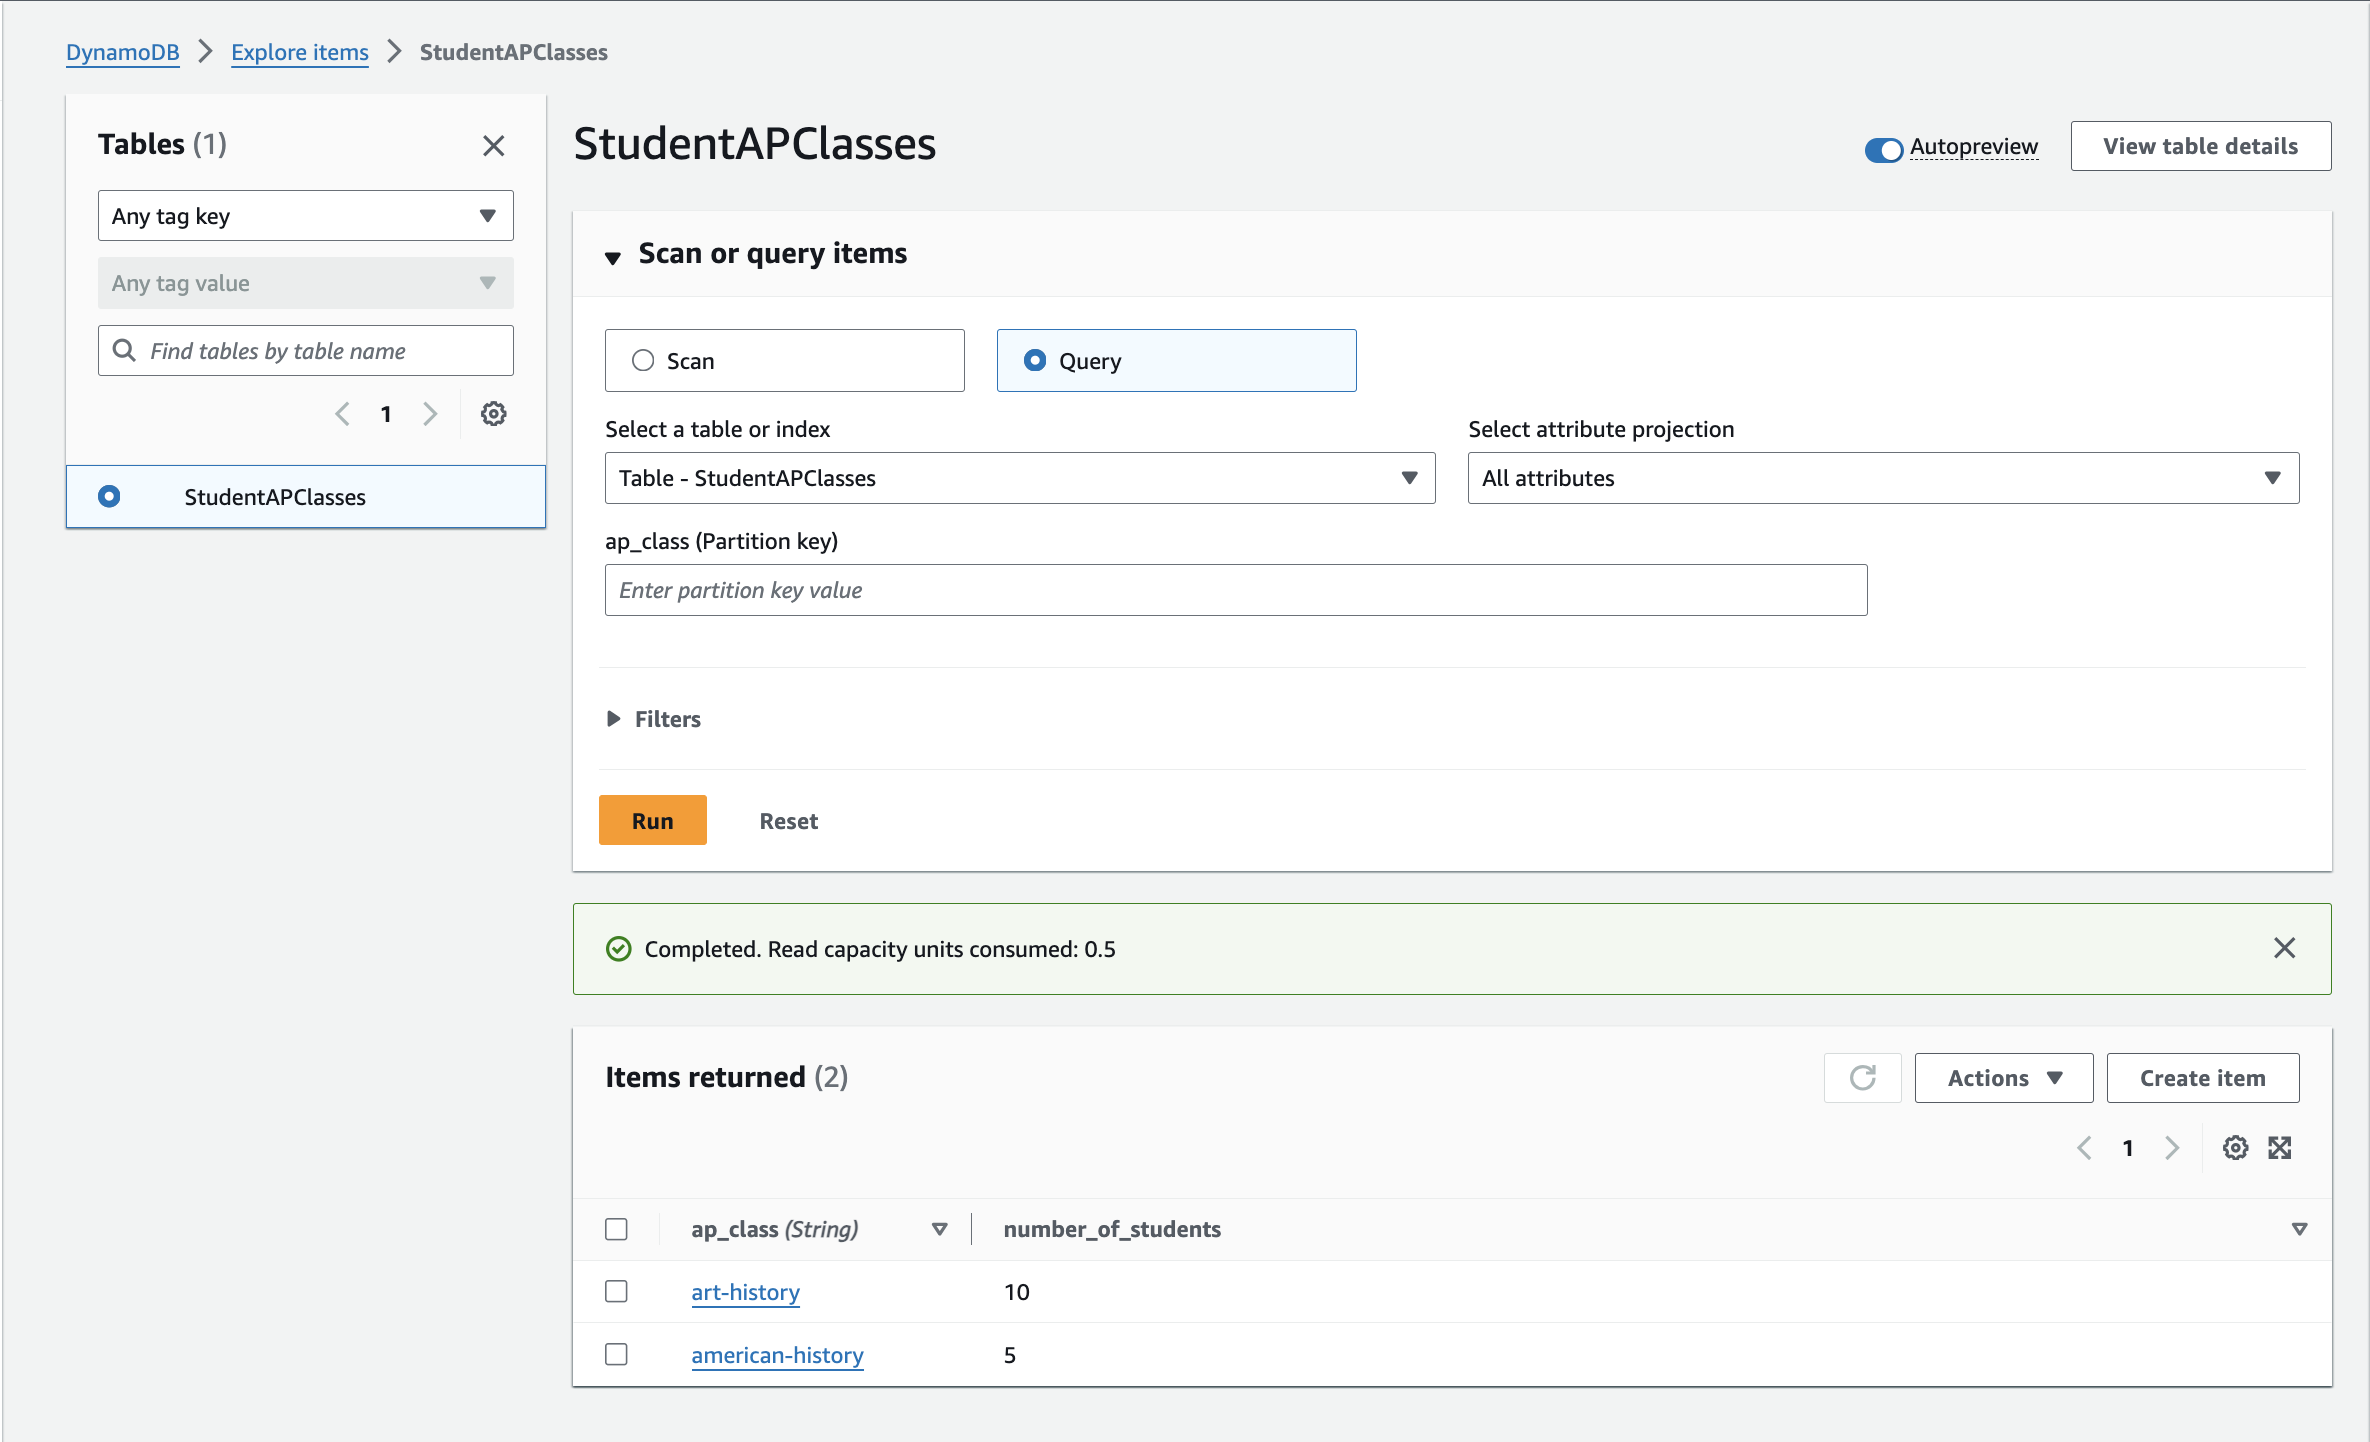 DynamoDB > Explore items > StudentAPClasses
Tables (1)
Any tag key
Any tag value
Find tables by table name
1
StudentAPClasses
StudentAPClasses
Autopreview
View table details
Scan or query items
Scan
Query
Select a table or index
Select attribute projection
Table - StudentAPClasses
All attributes
ap_class (Partition key)
Enter partition key value
Filters
Run
Reset
Completed. Read capacity units consumed: 0.5
Items returned (2)
Actions
Create item
1
ap_class (String)
number_of_students
art-history
10
american-history
5